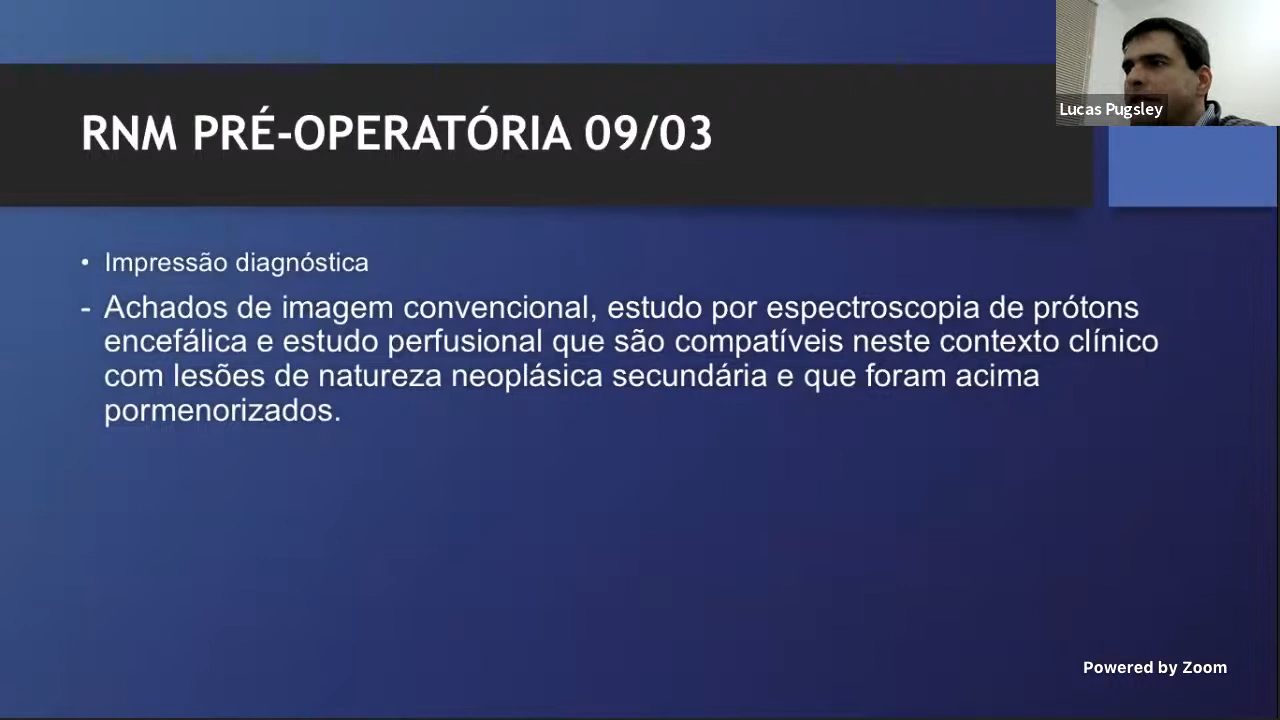 Lucas Pugsley
RNM PRÉ-OPERATÓRIA 09/03
• Impressão diagnóstica
- Achados de imagem convencional, estudo por espectroscopia de prótons
encefálica e estudo perfusional que são compatíveis neste contexto clínico
com lesões de natureza neoplásica secundária e que foram acima
pormenorizados.
Powered by Zoom